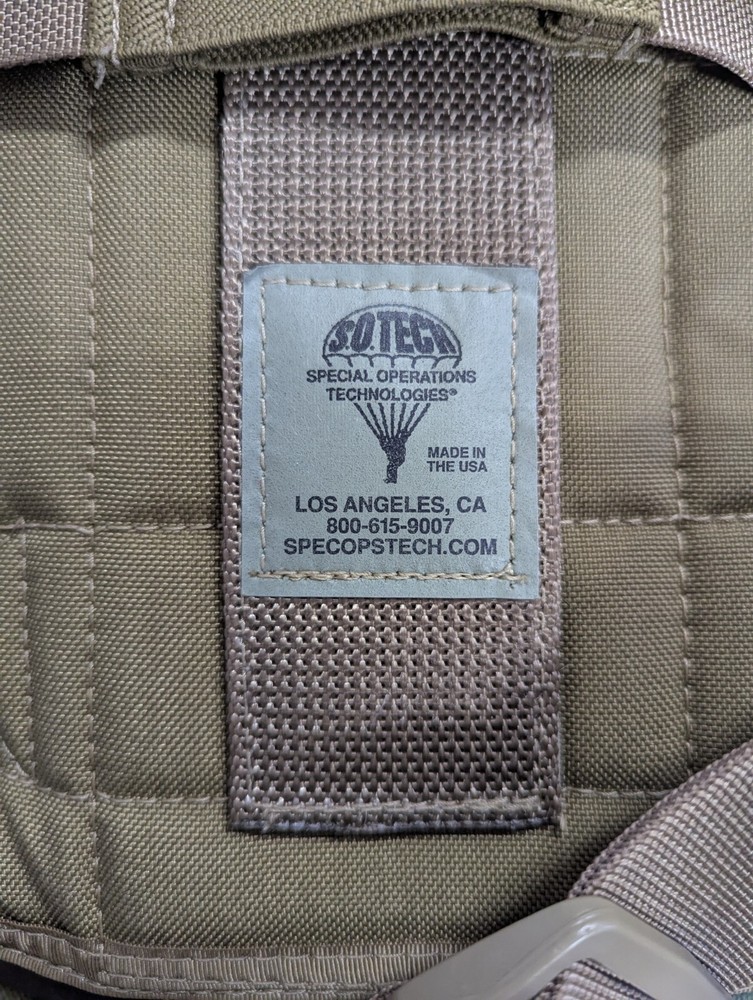 S.O.TECH
SPECIAL OPERATIONS
TECHNOLOGIES®
MADE IN
THE USA
LOS ANGELES, CA
800-615-9007
SPECOPSTECH.COM